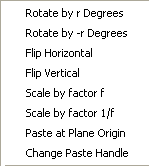 Rotate by r Degrees
Rotate by -r Degrees
Flip Horizontal
Flip Vertical
Scale by factor f
Scale by factor 1/f
Paste at Plane Origin
Change Paste Handle